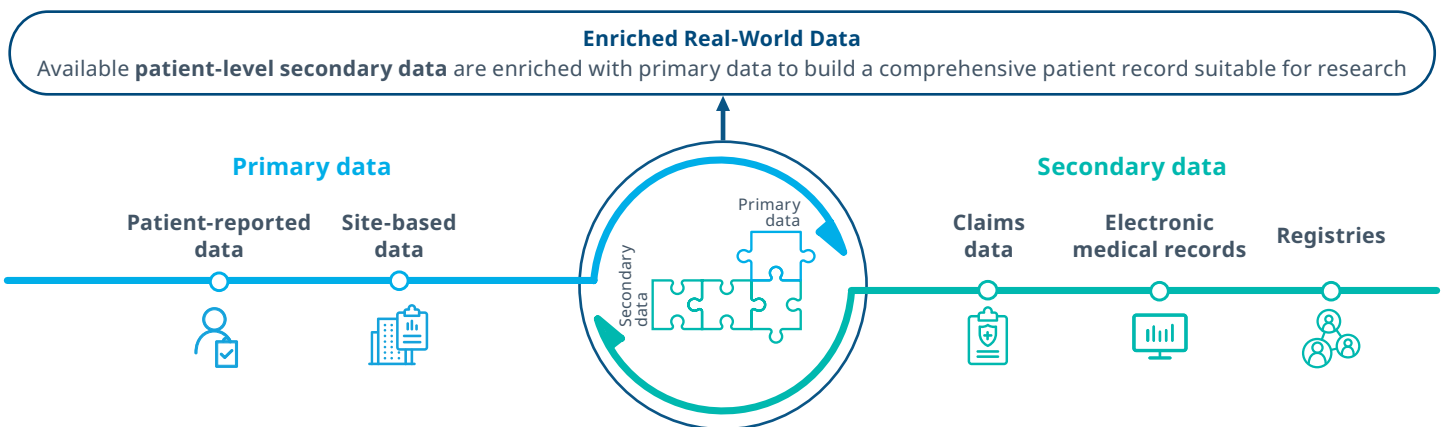 Enriched Real-World Data
Available patient-level secondary data are enriched with primary data to build a comprehensive patient record suitable for research
Primary data
Patient-reported
data
Site-based
data
Primary
data
Secondary
data
Secondary data
Claims
data
Electronic
medical records
Registries